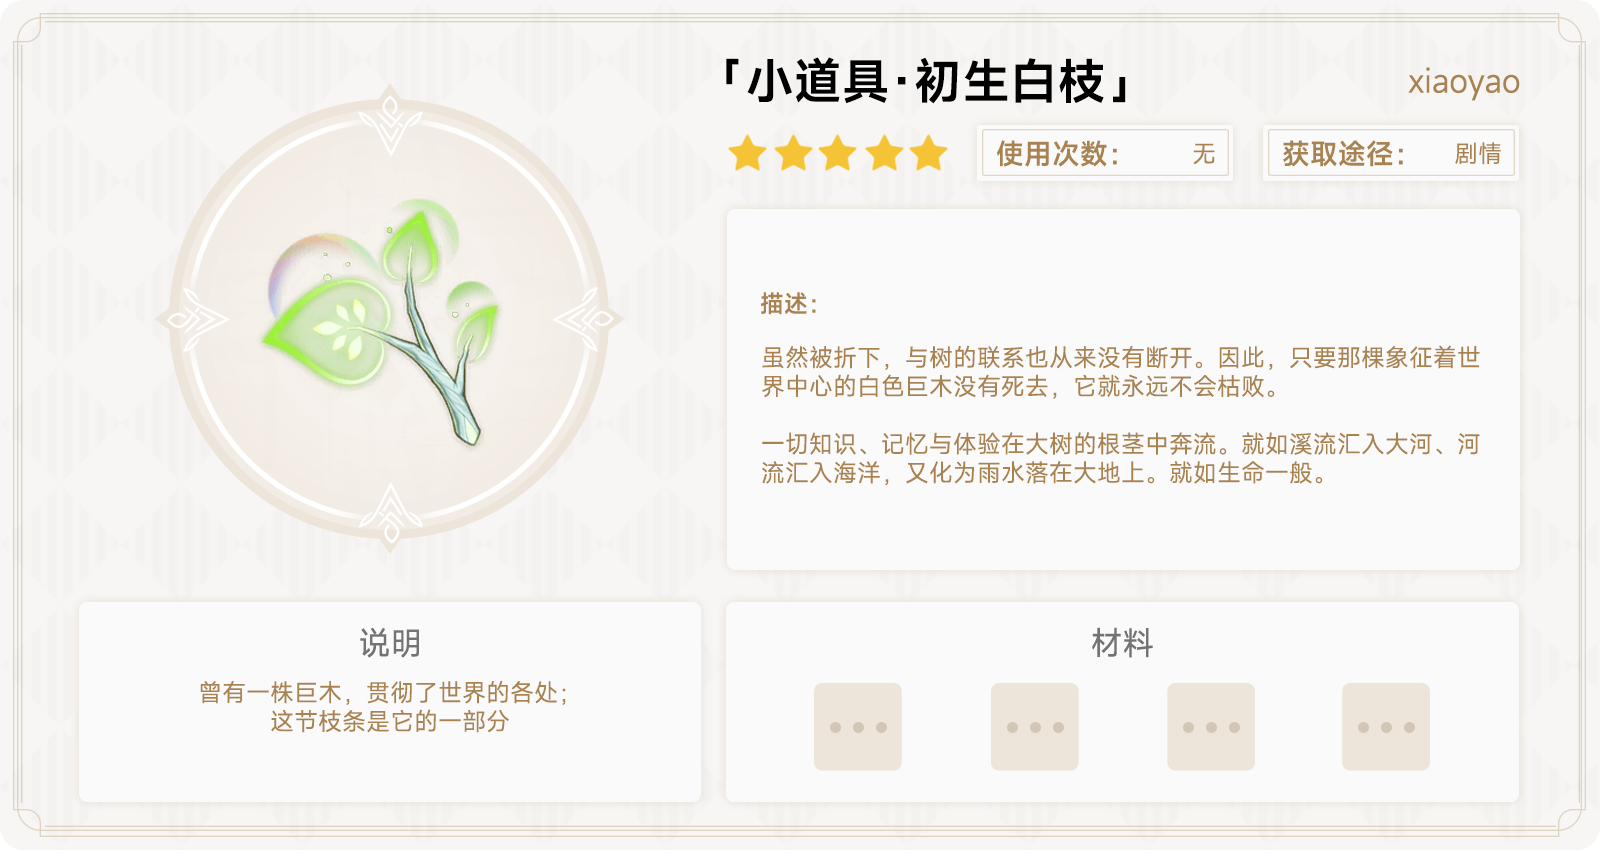 「小道具·初生白枝」
xiaoyao
使用次数： 无
获取途径： 剧情
描述：
虽然被折下，与树的联系也从来没有断开。因此，只要那棵象征着世
界中心的白色巨木没有死去，它就永远不会枯败。
一切知识、记忆与体验在大树的根茎中奔流。就如溪流汇入大河、河
流汇入海洋，又化为雨水落在大地上。就如生命一般。
说明
曾有一株巨木，贯彻了世界的各处；
这节枝条是它的一部分
材料